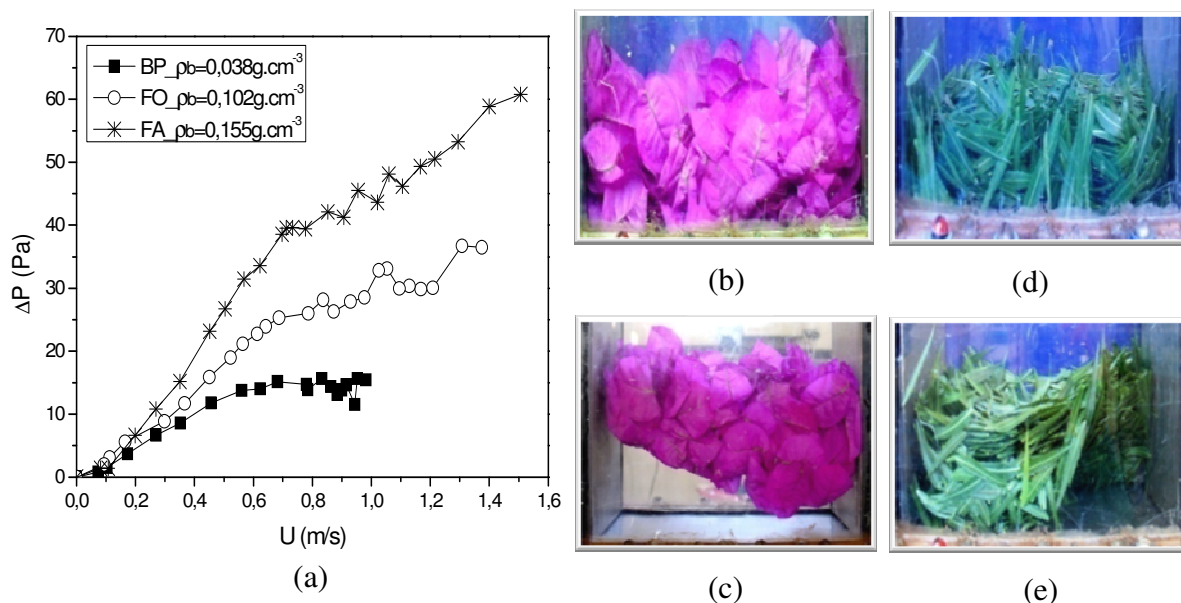 70
60
50
40
30
20
10
0
ΔP (Pa)
BP_ρb=0,038g.cm-3
FO_ρb=0,102g.cm-3
FA_ρb=0,155g.cm-3
0,0 0,2 0,4 0,6 0,8 1,0 1,2 1,4 1,6
U (m/s)
(a)
(b)
(d)
(c)
(e)